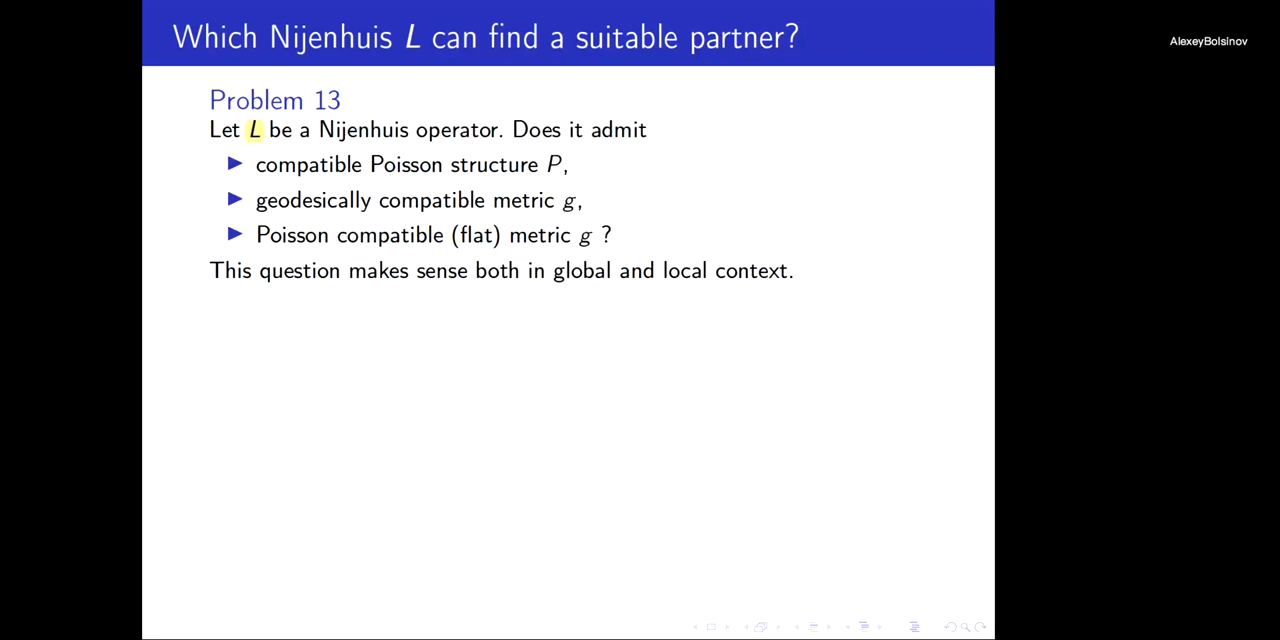 Which Nijenhuis L can find a suitable partner?
AlexeyBolsinov
Problem 13
Let L be a Nijenhuis operator. Does it admit
▶ compatible Poisson structure P,
▶ geodesically compatible metric g,
▶ Poisson compatible (flat) metric g ?
This question makes sense both in global and local context.